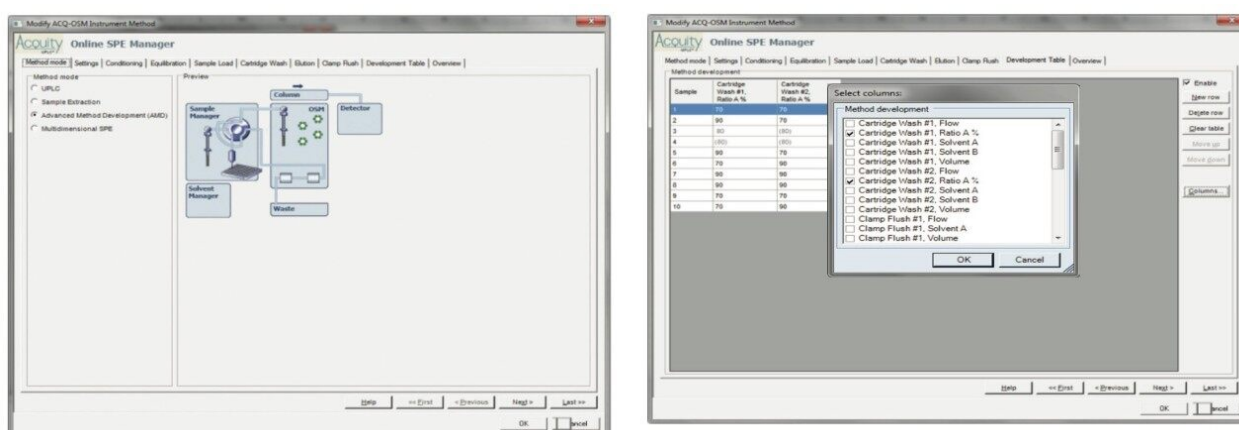 Modify ACQ-OSM Instrument Method
Acquity Online SPE Manager
Method mode Settings Conditioning Equilibration Sample Load Cartridge Wash Elution Clamp Flush Development Table Overview
Method mode
UPLC
Sample Extraction
Advanced Method Development (AMD)
Multidimensional SPE
Preview
Column
Sample Manager
OSM
Detector
Solvent Manager
Waste
Help << First < Previous Next > Last >>
OK ancel
Modify ACQ-OSM Instrument Method
Acquity Online SPE Manager
Method mode Settings Conditioning Equilibration Sample Load Cartridge Wash Elution Clamp Flush Development Table Overview
Method development
Sample Cartridge Wash #1, Ratio A % Cartridge Wash #2, Ratio A %
1 70 70
2 90 70
3 80 (80)
4 (80) (80)
5 90 70
6 70 90
7 90 90
8 90 90
9 70 70
10 70 90
Select columns:
Method development
Cartridge Wash #1, Flow
Cartridge Wash #1, Ratio A %
Cartridge Wash #1, Solvent A
Cartridge Wash #1, Solvent B
Cartridge Wash #1, Volume
Cartridge Wash #2, Flow
Cartridge Wash #2, Ratio A %
Cartridge Wash #2, Solvent A
Cartridge Wash #2, Solvent B
Cartridge Wash #2, Volume
Clamp Flush #1, Flow
Clamp Flush #1, Solvent A
Clamp Flush #1, Volume
OK Cancel
Enable
New row
Delete row
Clear table
Move up
Move down
Columns...
Help << First < Previous Next > Last >>
OK ancel